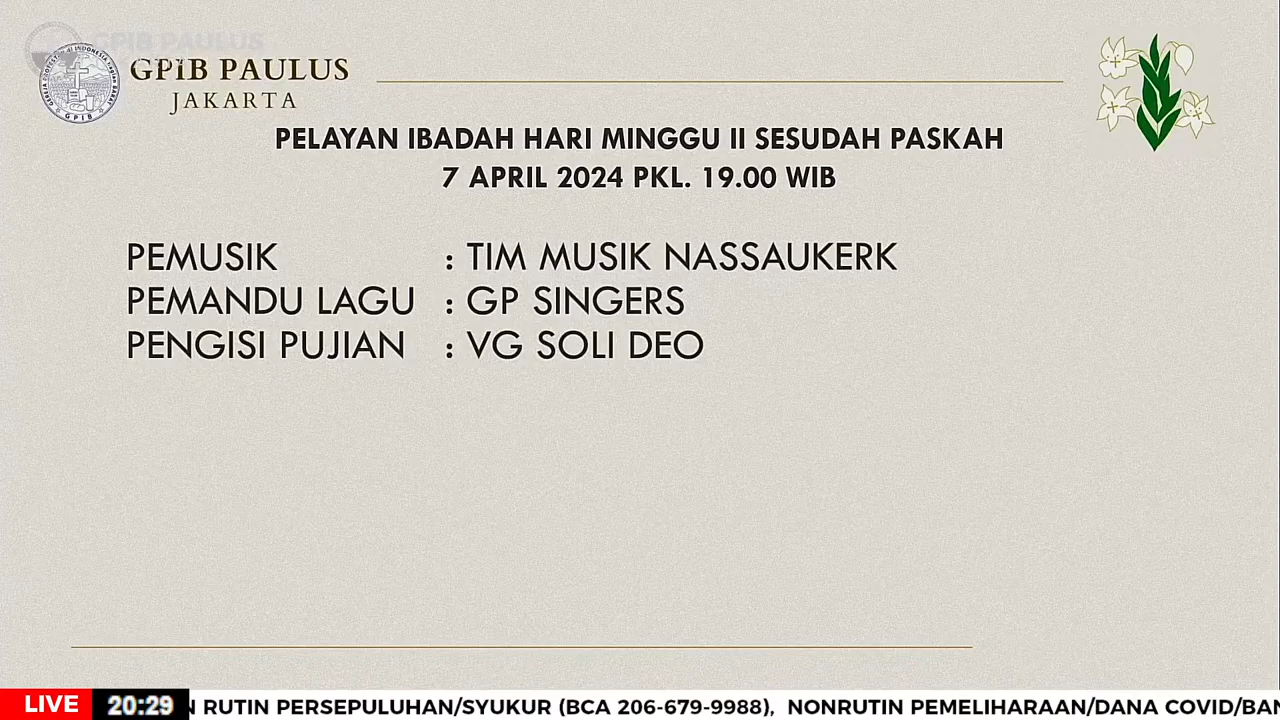 GPIB PAULUS
GPIB PAULUS
JAKARTA
PELAYAN IBADAH HARI MINGGU II SESUDAH PASKAH
7 APRIL 2024 PKL. 19.00 WIB
PEMUSIK : TIM MUSIK NASSAUKERK
PEMANDU LAGU : GP SINGERS
PENGISI PUJIAN : VG SOLI DEO
LIVE 20:29 RUTIN PERSEPULUHAN/SYUKUR (BCA 206-679-9988), NONRUTIN PEMELIHARAAN/DANA COVID/